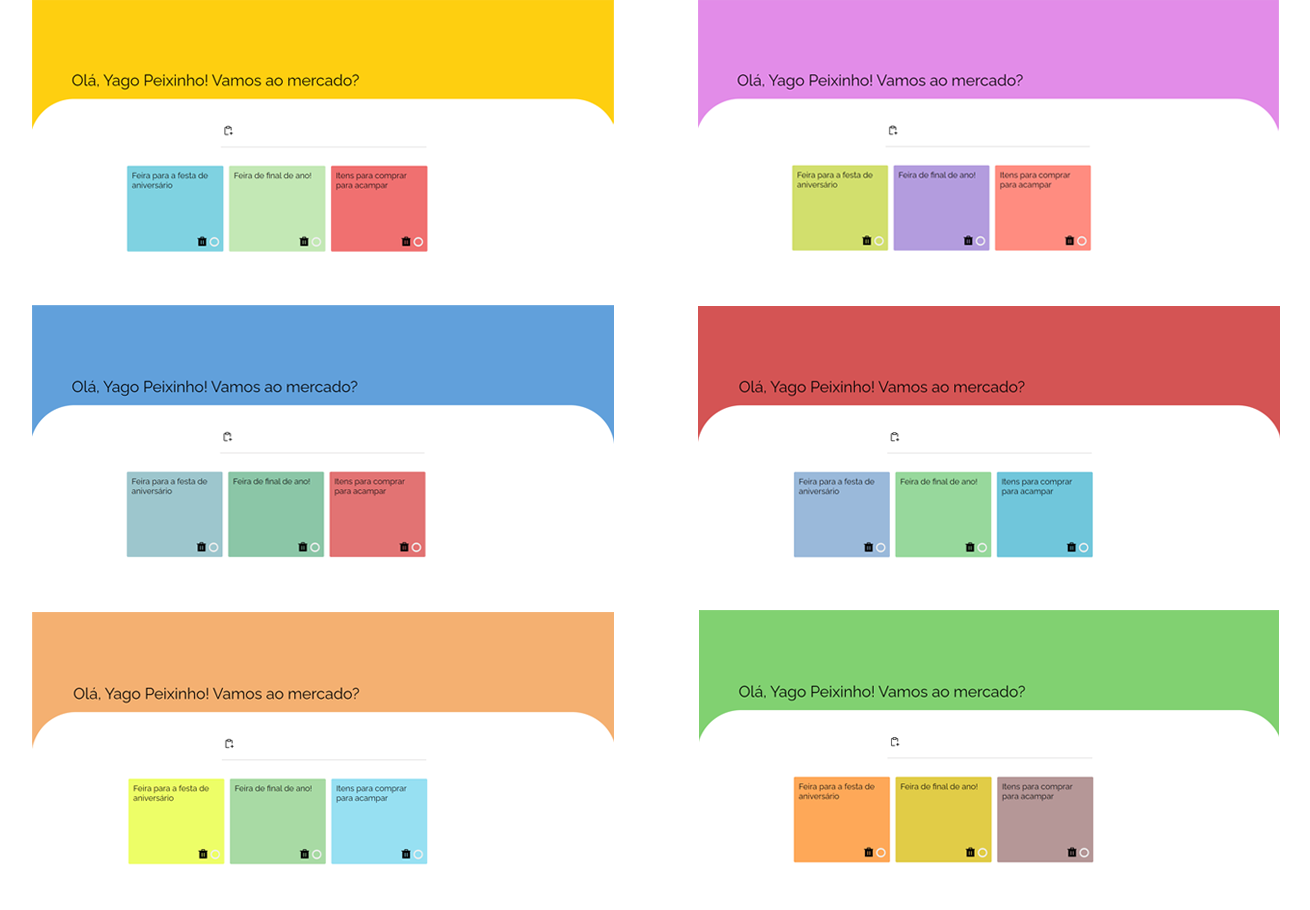 Olá, Yago Peixinho! Vamos ao mercado?
Feira para a festa de
aniversário
Feira de final de ano!
Itens para comprar
para acampar
Olá, Yago Peixinho! Vamos ao mercado?
Feira para a festa de
aniversário
Feira de final de ano!
Itens para comprar
para acampar
Olá, Yago Peixinho! Vamos ao mercado?
Feira para a festa de
aniversário
Feira de final de ano!
Itens para comprar
para acampar
Olá, Yago Peixinho! Vamos ao mercado?
Feira para a festa de
aniversário
Feira de final de ano!
Itens para comprar
para acampar
Olá, Yago Peixinho! Vamos ao mercado?
Feira para a festa de
aniversário
Feira de final de ano!
Itens para comprar
para acampar
Olá, Yago Peixinho! Vamos ao mercado?
Feira para a festa de
aniversário
Feira de final de ano!
Itens para comprar
para acampar